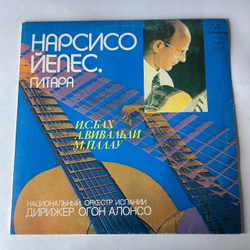 НАРСИСО
ЙЕПЕС,
ГИТАРА
И.С.БАХ
А.ВИВАЛЬДИ
М.ПАЛАУ
НАЦИОНАЛЬНЫЙ ОРКЕСТР ИСПАНИИ
ДИРИЖЕР ОГОН АЛОНСО